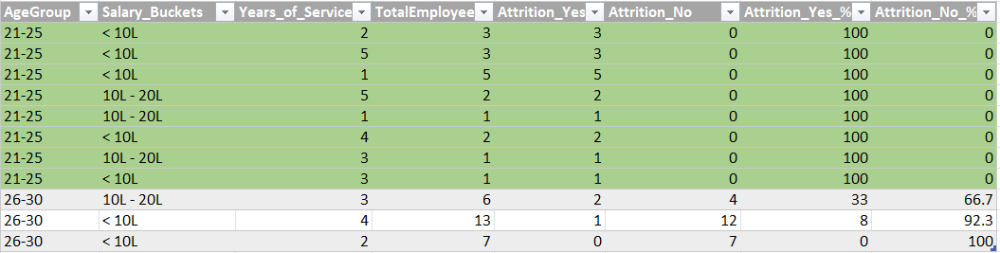 AgeGroup Salary_Buckets Years_of_Service TotalEmployee Attrition_Yes Attrition_No Attrition_Yes_% Attrition_No_%
21-25 < 10L 2 3 3 0 100 0
21-25 < 10L 5 3 3 0 100 0
21-25 < 10L 1 5 5 0 100 0
21-25 10L - 20L 5 2 2 0 100 0
21-25 10L - 20L 1 1 1 0 100 0
21-25 < 10L 4 2 2 0 100 0
21-25 10L - 20L 3 1 1 0 100 0
21-25 < 10L 3 1 1 0 100 0
26-30 10L - 20L 3 6 2 4 33 66.7
26-30 < 10L 4 13 1 12 8 92.3
26-30 < 10L 2 7 0 7 0 100